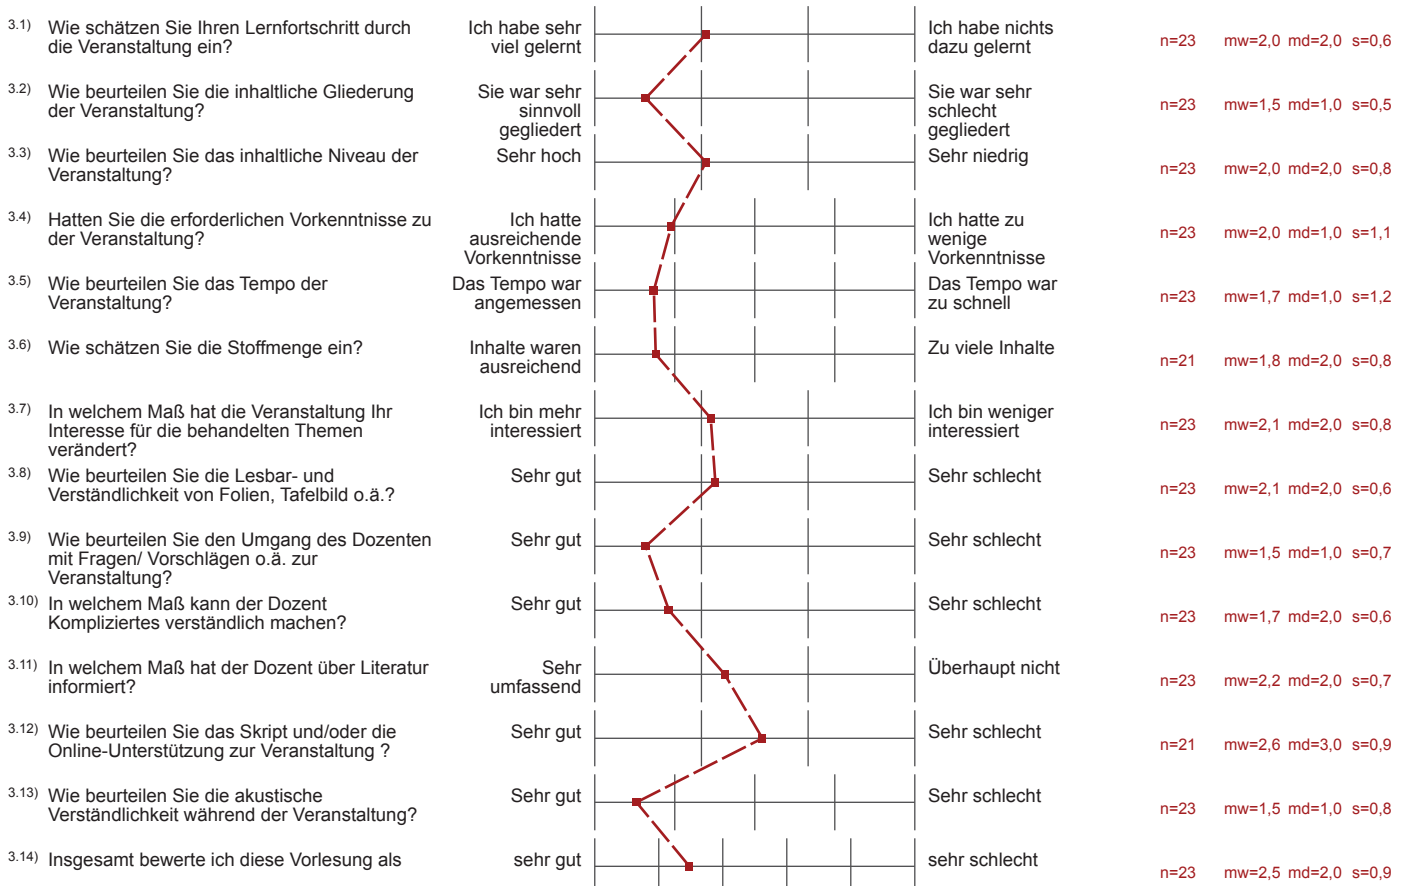 3.1) Wie schätzen Sie Ihren Lernfortschritt durch
die Veranstaltung ein?
Ich habe sehr
viel gelernt
Ich habe nichts
dazu gelernt
n=23 mw=2,0 md=2,0 s=0,6
3.2) Wie beurteilen Sie die inhaltliche Gliederung
der Veranstaltung?
Sie war sehr
sinnvoll
gegliedert
Sie war sehr
schlecht
gegliedert
n=23 mw=1,5 md=1,0 s=0,5
3.3) Wie beurteilen Sie das inhaltliche Niveau der
Veranstaltung?
Sehr hoch
Sehr niedrig
n=23 mw=2,0 md=2,0 s=0,8
3.4) Hatten Sie die erforderlichen Vorkenntnisse zu
der Veranstaltung?
Ich hatte
ausreichende
Vorkenntnisse
Ich hatte zu
wenige
Vorkenntnisse
n=23 mw=2,0 md=1,0 s=1,1
3.5) Wie beurteilen Sie das Tempo der
Veranstaltung?
Das Tempo war
angemessen
Das Tempo war
zu schnell
n=23 mw=1,7 md=1,0 s=1,2
3.6) Wie schätzen Sie die Stoffmenge ein?
Inhalte waren
ausreichend
Zu viele Inhalte
n=21 mw=1,8 md=2,0 s=0,8
3.7) In welchem Maß hat die Veranstaltung Ihr
Interesse für die behandelten Themen
verändert?
Ich bin mehr
interessiert
Ich bin weniger
interessiert
n=23 mw=2,1 md=2,0 s=0,8
3.8) Wie beurteilen Sie die Lesbar- und
Verständlichkeit von Folien, Tafelbild o.ä.?
Sehr gut
Sehr schlecht
n=23 mw=2,1 md=2,0 s=0,6
3.9) Wie beurteilen Sie den Umgang des Dozenten
mit Fragen/ Vorschlägen o.ä. zur
Veranstaltung?
Sehr gut
Sehr schlecht
n=23 mw=1,5 md=1,0 s=0,7
3.10) In welchem Maß kann der Dozent
Kompliziertes verständlich machen?
Sehr gut
Sehr schlecht
n=23 mw=1,7 md=2,0 s=0,6
3.11) In welchem Maß hat der Dozent über Literatur
informiert?
Sehr
umfassend
Überhaupt nicht
n=23 mw=2,2 md=2,0 s=0,7
3.12) Wie beurteilen Sie das Skript und/oder die
Online-Unterstützung zur Veranstaltung ?
Sehr gut
Sehr schlecht
n=21 mw=2,6 md=3,0 s=0,9
3.13) Wie beurteilen Sie die akustische
Verständlichkeit während der Veranstaltung?
Sehr gut
Sehr schlecht
n=23 mw=1,5 md=1,0 s=0,8
3.14) Insgesamt bewerte ich diese Vorlesung als
sehr gut
sehr schlecht
n=23 mw=2,5 md=2,0 s=0,9